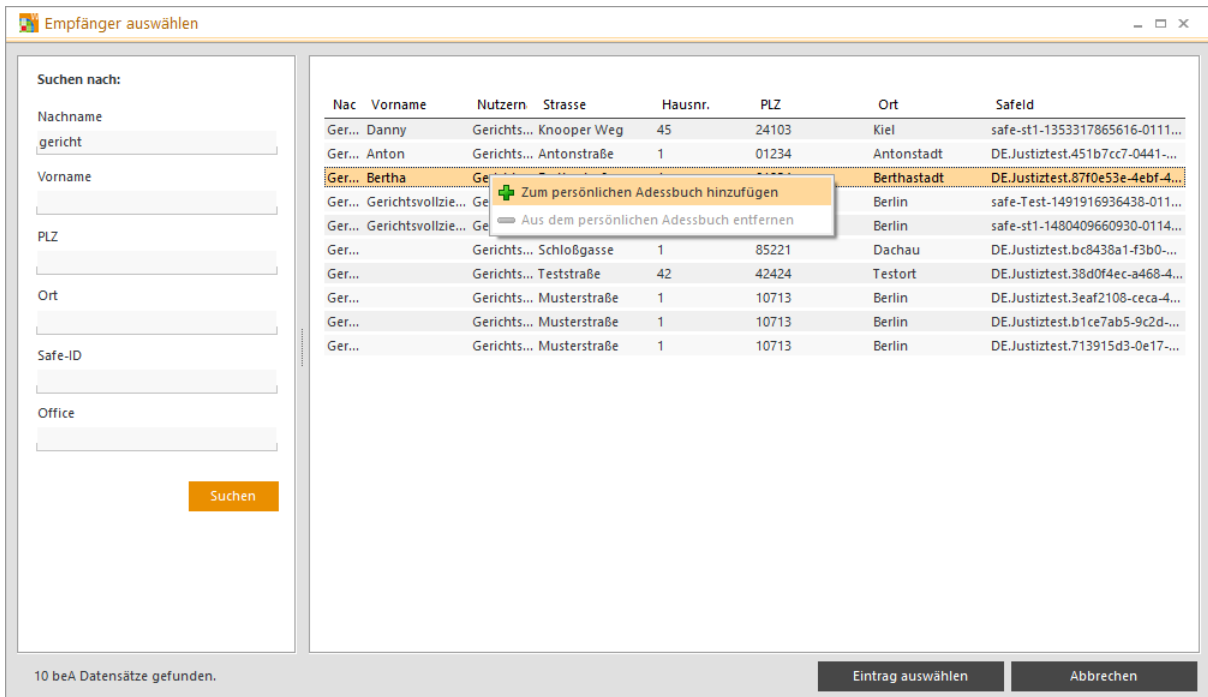 Empfänger auswählen
Suchen nach:
Nachname
gericht
Vorname
PLZ
Ort
Safe-ID
Office
Suchen
Nac Vorname Nutzern Strasse Hausnr. PLZ Ort SafeId
Ger... Danny Gerichts... Knooper Weg 45 24103 Kiel safe-st1-1353317865616-0111...
Ger... Anton Gerichts... Antonstraße 1 01234 Antonstadt DE.Justiztest.451b7cc7-0441-...
Ger... Bertha Ge Berthastadt DE.Justiztest.87f0e53e-4ebf-4...
Zum persönlichen Adessbuch hinzufügen
Ger... Gerichtsvollzie... Ge Berlin safe-Test-1491916936438-011...
Aus dem persönlichen Adessbuch entfernen
Ger... Gerichtsvollzie... Ge Berlin safe-st1-1480409660930-0114...
Ger... Gerichts... Schloßgasse 1 85221 Dachau DE.Justiztest.bc8438a1-f3b0-...
Ger... Gerichts... Teststraße 42 42424 Testort DE.Justiztest.38d0f4ec-a468-4...
Ger... Gerichts... Musterstraße 1 10713 Berlin DE.Justiztest.3eaf2108-ceca-4...
Ger... Gerichts... Musterstraße 1 10713 Berlin DE.Justiztest.b1ce7ab5-9c2d-...
Ger... Gerichts... Musterstraße 1 10713 Berlin DE.Justiztest.713915d3-0e17-...
10 beA Datensätze gefunden.
Eintrag auswählen
Abbrechen